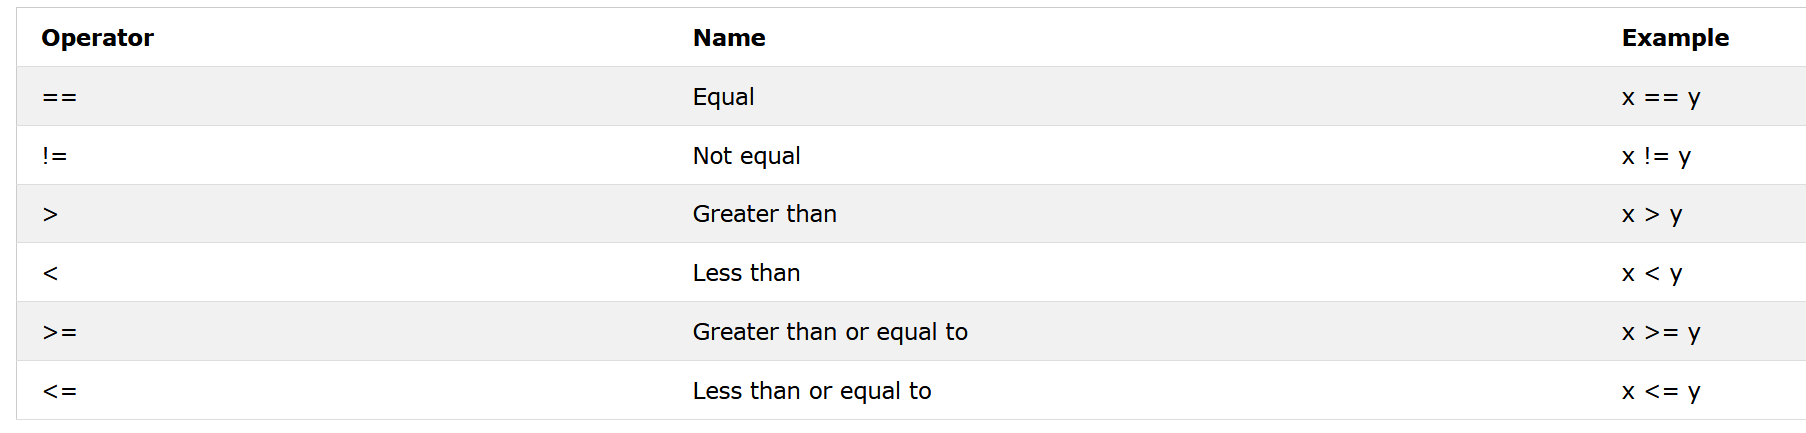 Operator Name Example
== Equal x == y
!= Not equal x != y
> Greater than x > y
< Less than x < y
>= Greater than or equal to x >= y
<= Less than or equal to x <= y